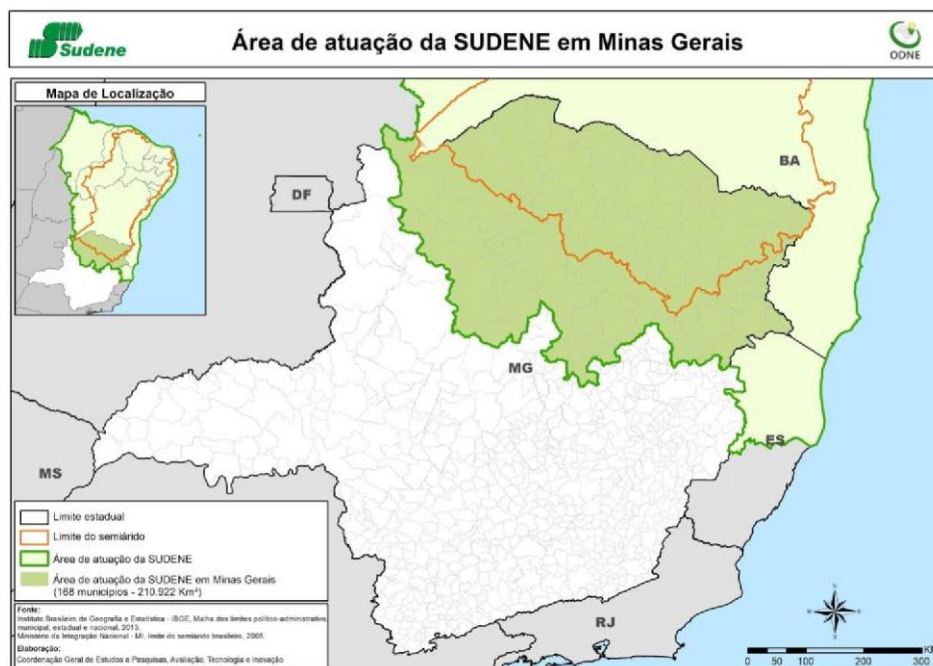 Sudene
Área de atuação da SUDENE em Minas Gerais
ODNE
Mapa de Localização
DF
BA
MG
ES
MS
RJ
Limite estadual
Limite do semiárido
Área de atuação da SUDENE
Área de atuação da SUDENE em Minas Gerais
(168 municípios - 210.922 Km²)
Fonte:
Instituto Brasileiro de Geografia e Estatística - IBGE, Malha dos limites político-administrativa
municipal, estadual e nacional, 2013.
Ministério da Integração Nacional - MI, limite do semiárido brasileiro, 2005.
Elaboração:
Coordenação Geral de Estudos e Pesquisas, Avaliação, Tecnologia e Inovação
0 50 100 200 300